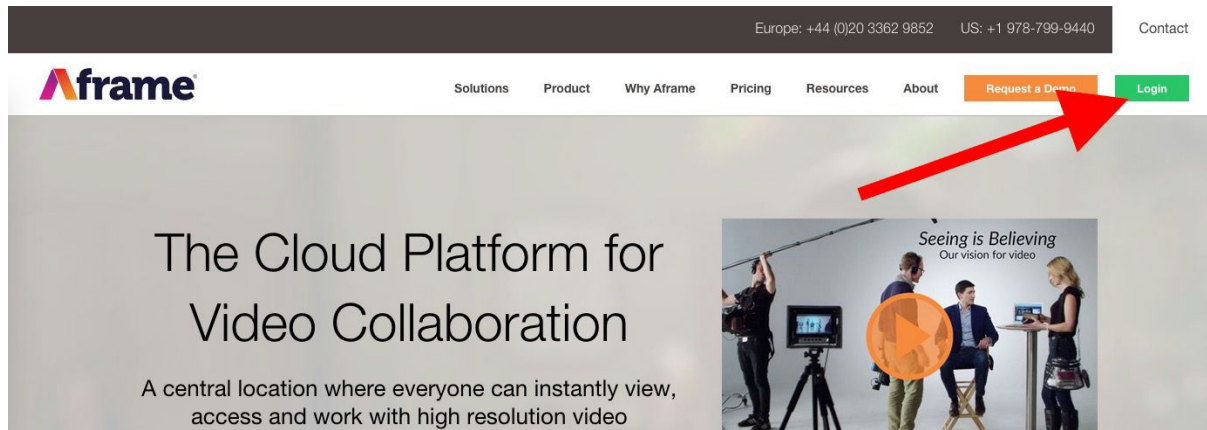 Europe: +44 (0)20 3362 9852 US: +1 978-799-9440 Contact
Aframe Solutions Product Why Aframe Pricing Resources About Request a Demo Login
The Cloud Platform for
Video Collaboration
A central location where everyone can instantly view,
access and work with high resolution video
Seeing is Believing
Our vision for video